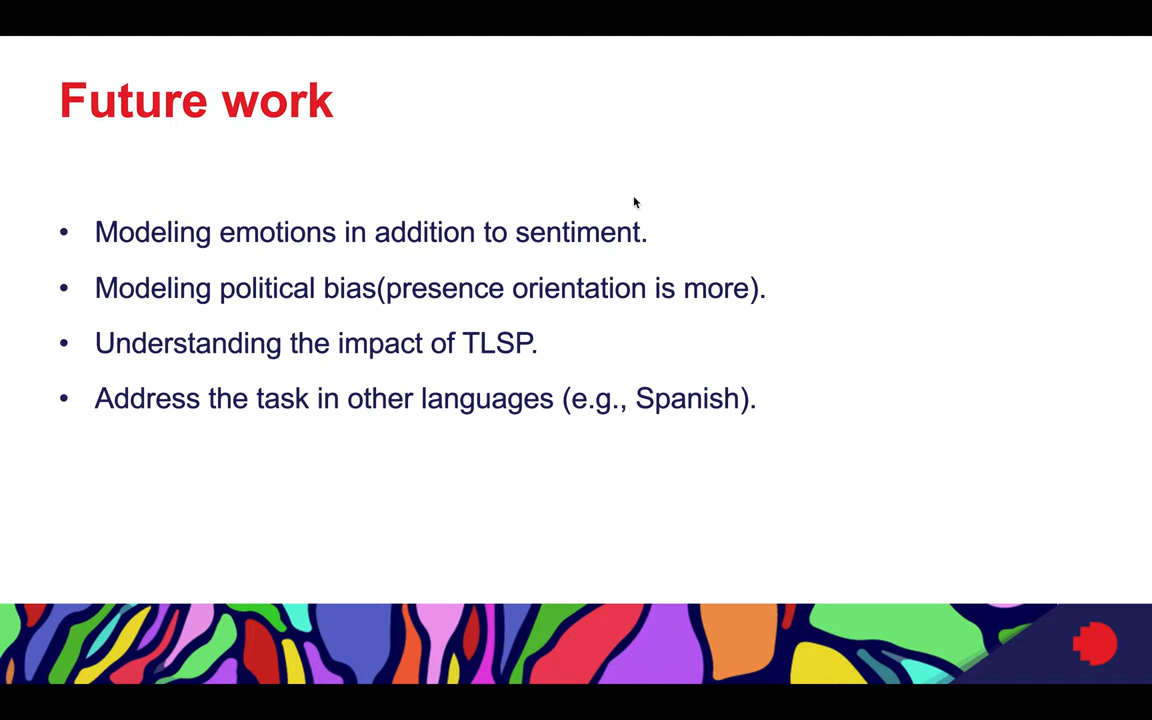 Future work
• Modeling emotions in addition to sentiment.
• Modeling political bias(presence orientation is more).
• Understanding the impact of TLSP.
• Address the task in other languages (e.g., Spanish).